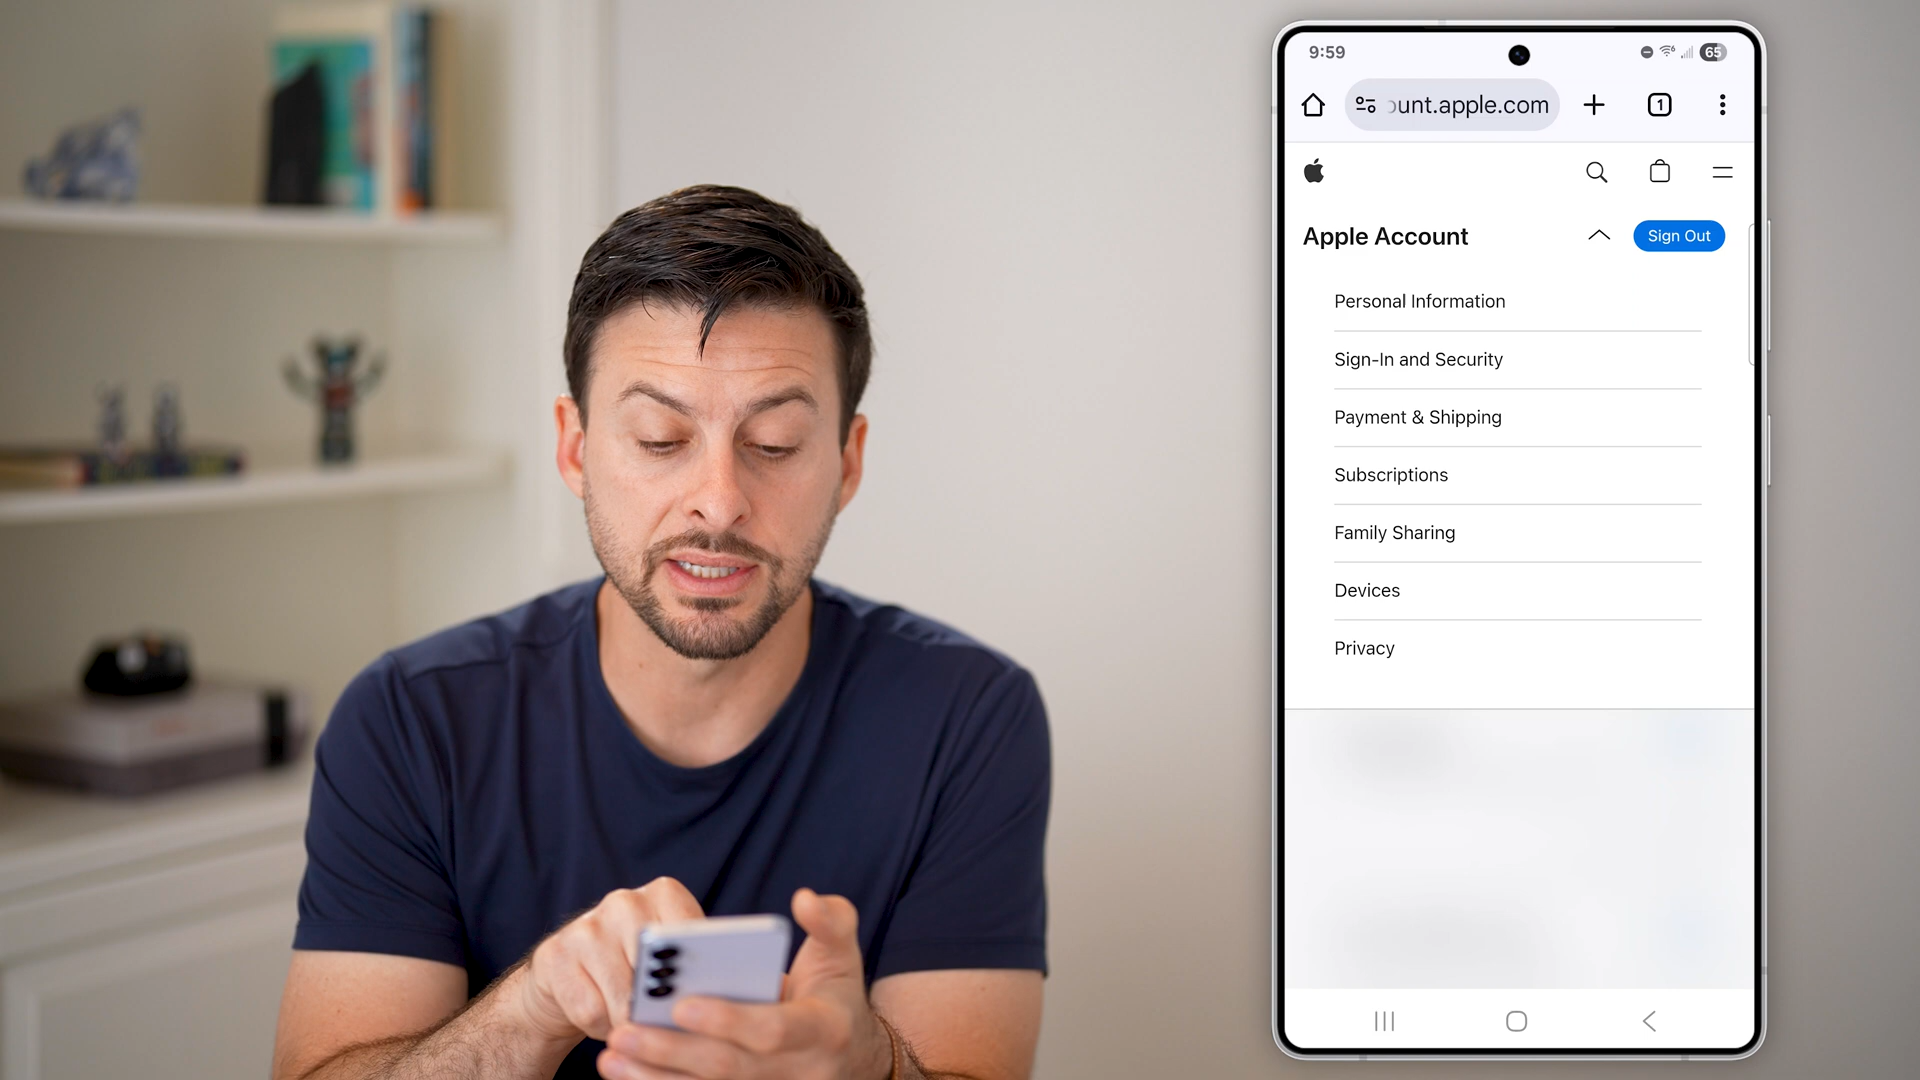 9:59
65
ount.apple.com
1
Apple Account
Sign Out
Personal Information
Sign-In and Security
Payment & Shipping
Subscriptions
Family Sharing
Devices
Privacy